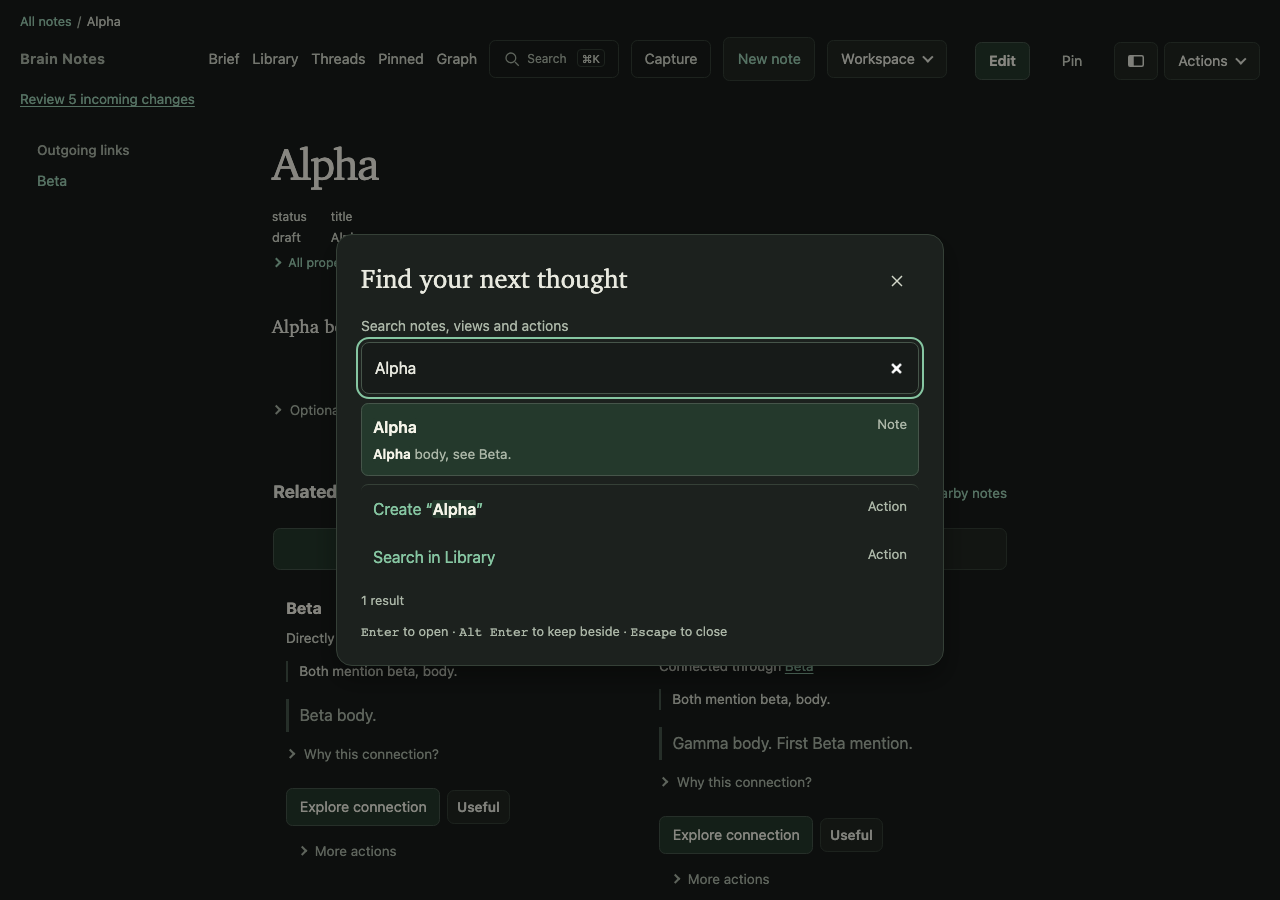 All notes / Alpha
Brain Notes
Brief Library Threads Pinned Graph Search ⌘K Capture New note Workspace Edit Pin Actions
Review 5 incoming changes
Outgoing links
Beta
Alpha
status title
draft
All
Find your next thought
Search notes, views and actions
Alpha
Alpha Note
Alpha body, see Beta.
Create “Alpha” Action
Search in Library Action
1 result
Enter to open · Alt Enter to keep beside · Escape to close
Alpha
Related
notes
Beta
Directly
Both mention beta, body.
Beta body.
Why this connection?
Explore connection Useful
More actions
Connected through Beta
Both mention beta, body.
Gamma body. First Beta mention.
Why this connection?
Explore connection Useful
More actions